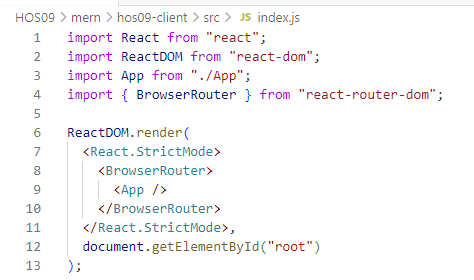 HOS09 > mern > hos09-client > src > index.js
1 import React from "react";
2 import ReactDOM from "react-dom";
3 import App from "./App";
4 import { BrowserRouter } from "react-router-dom";
5
6 ReactDOM.render(
7   <React.StrictMode>
8     <BrowserRouter>
9       <App />
10     </BrowserRouter>
11   </React.StrictMode>,
12   document.getElementById("root")
13 );